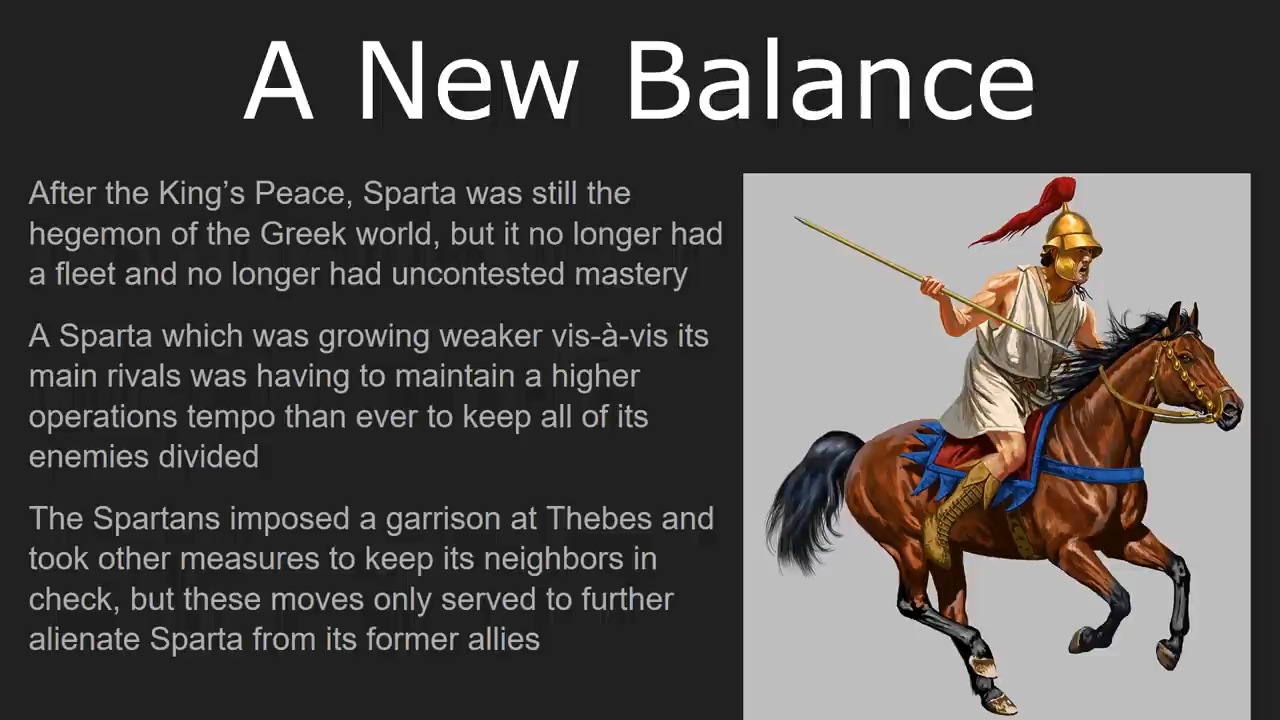 A New Balance
After the King’s Peace, Sparta was still the
hegemon of the Greek world, but it no longer had
a fleet and no longer had uncontested mastery
A Sparta which was growing weaker vis-à-vis its
main rivals was having to maintain a higher
operations tempo than ever to keep all of its
enemies divided
The Spartans imposed a garrison at Thebes and
took other measures to keep its neighbors in
check, but these moves only served to further
alienate Sparta from its former allies